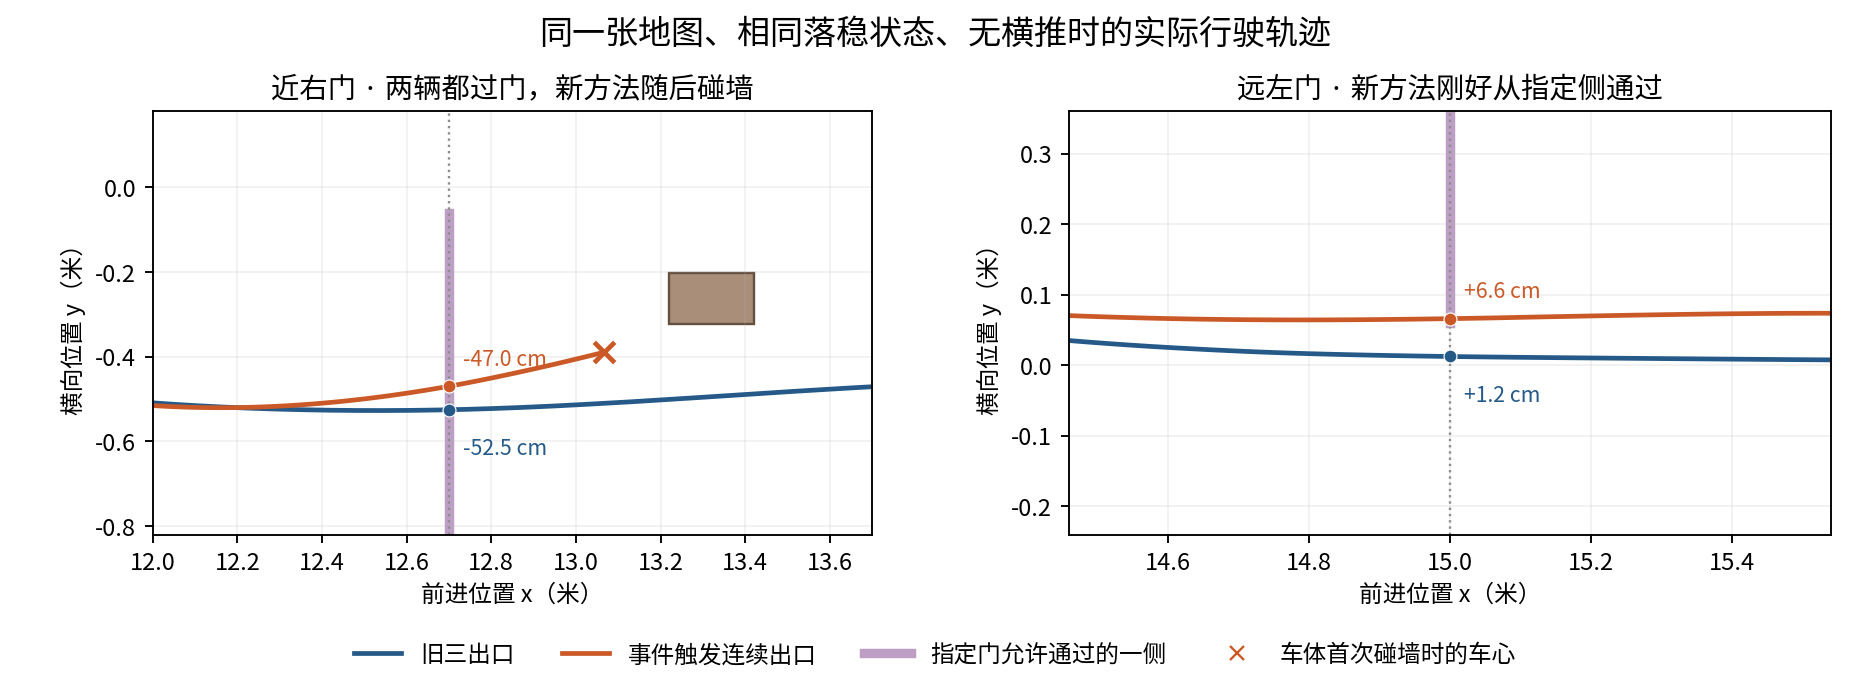 同一张地图、相同落稳状态、无横推时的实际行驶轨迹
近右门 · 两辆都过门，新方法随后碰墙
横向位置 y（米）
0.0
-0.2
-0.4
-0.6
-0.8
-47.0 cm
-52.5 cm
12.0 12.2 12.4 12.6 12.8 13.0 13.2 13.4 13.6
前进位置 x（米）
远左门 · 新方法刚好从指定侧通过
横向位置 y（米）
0.3
0.2
0.1
0.0
-0.1
-0.2
+6.6 cm
+1.2 cm
14.6 14.8 15.0 15.2 15.4
前进位置 x（米）
旧三出口 事件触发连续出口 指定门允许通过的一侧 车体首次碰墙时的车心